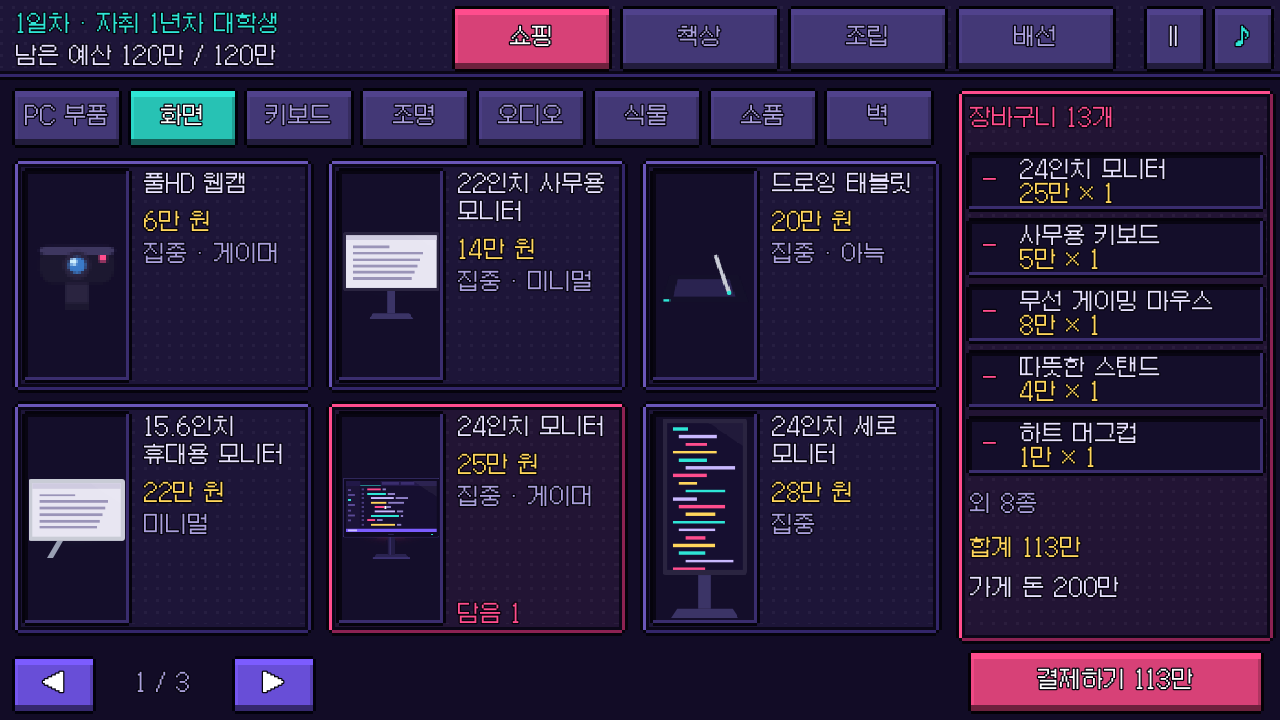 1일차 · 자취 1년차 대학생
남은 예산 120만 / 120만
쇼핑
책상
조립
배선
PC 부품
화면
키보드
조명
오디오
식물
소품
벽
풀HD 웹캠
6만 원
집중 · 게이머
22인치 사무용
모니터
14만 원
집중 · 미니멀
드로잉 태블릿
20만 원
집중 · 아늑
15.6인치
휴대용 모니터
22만 원
미니멀
24인치 모니터
25만 원
집중 · 게이머
담음 1
24인치 세로
모니터
28만 원
집중
1 / 3
장바구니 13개
24인치 모니터
25만 × 1
사무용 키보드
5만 × 1
무선 게이밍 마우스
8만 × 1
따뜻한 스탠드
4만 × 1
하트 머그컵
1만 × 1
외 8종
합계 113만
가게 돈 200만
결제하기 113만